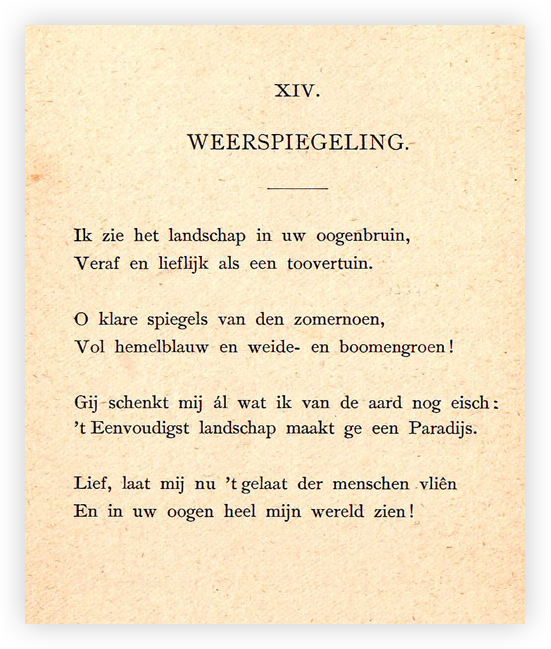 XIV.
WEERSPIEGELING.
Ik zie het landschap in uw oogenbruin,
Veraf en lieflijk als een toovertuin.
O klare spiegels van den zomernoen,
Vol hemelblauw en weide- en boomengroen!
Gij schenkt mij ál wat ik van de aard nog eisch:
't Eenvoudigst landschap maakt ge een Paradijs.
Lief, laat mij nu 't gelaat der menschen vliên
En in uw oogen heel mijn wereld zien!